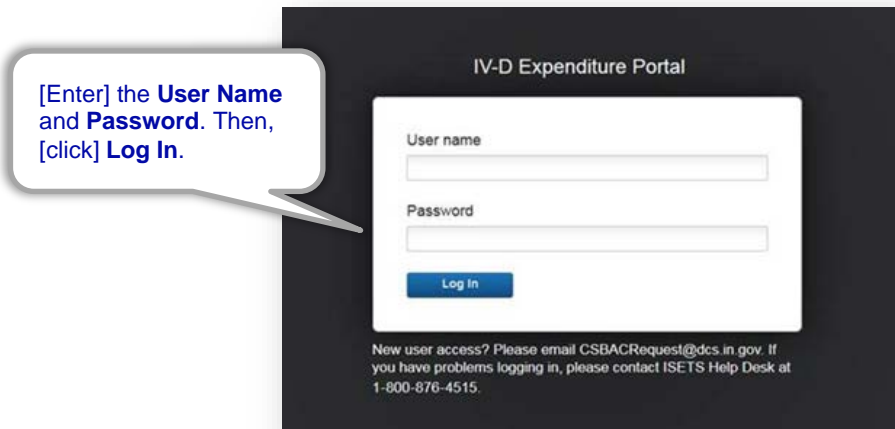 IV-D Expenditure Portal
[Enter] the User Name
and Password. Then,
[click] Log In.
User name
Password
Log In
New user access? Please email CSBACRequest@dcs.in.gov. If
you have problems logging in, please contact ISETS Help Desk at
1-800-876-4515.